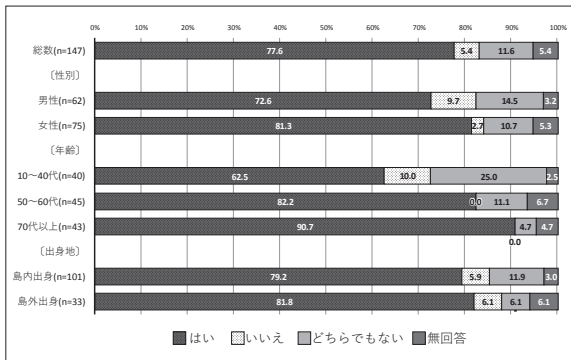 0% 10% 20% 30% 40% 50% 60% 70% 80% 90% 100%
総数(n=147) 77.6 5.4 11.6 5.4
〔性別〕
男性(n=62) 72.6 9.7 14.5 3.2
女性(n=75) 81.3 2.7 10.7 5.3
〔年齢〕
10～40代(n=40) 62.5 10.0 25.0 2.5
50～60代(n=45) 82.2 0.0 11.1 6.7
70代以上(n=43) 90.7 4.7 4.7
0.0
〔出身地〕
島内出身(n=101) 79.2 5.9 11.9 3.0
島外出身(n=33) 81.8 6.1 6.1 6.1
はい いいえ どちらでもない 無回答